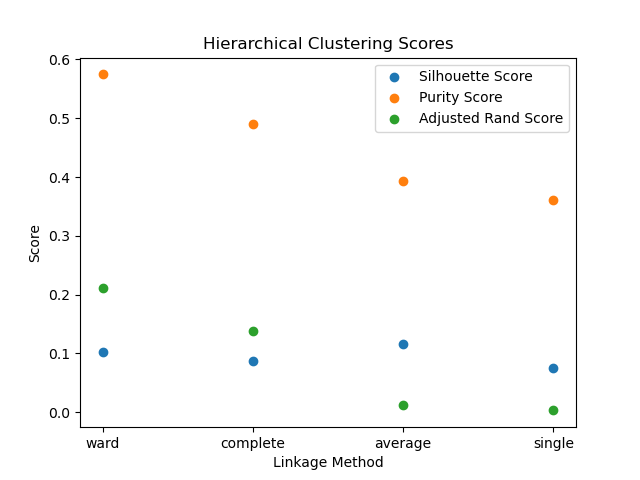 Hierarchical Clustering Scores
Silhouette Score
Purity Score
Adjusted Rand Score
0.6
0.5
0.4
0.3
0.2
0.1
0.0
Score
ward complete average single
Linkage Method